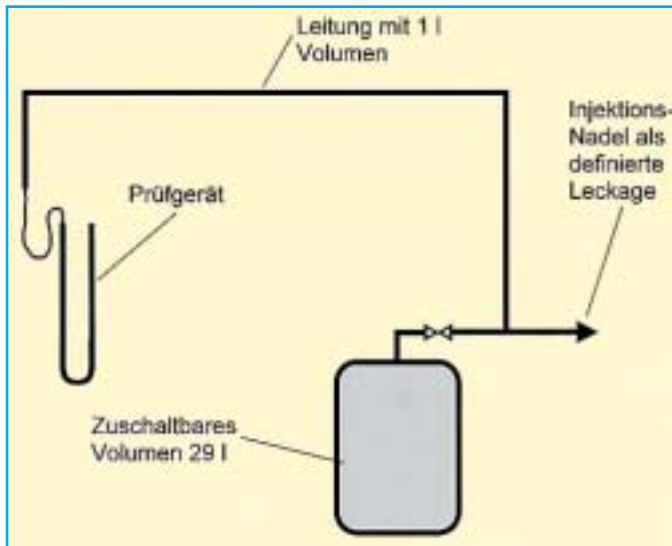 Leitung mit 1 l
Volumen
Injektions-
Nadel als
definierte
Leckage
Prüfgerät
Zuschaltbares
Volumen 29 l